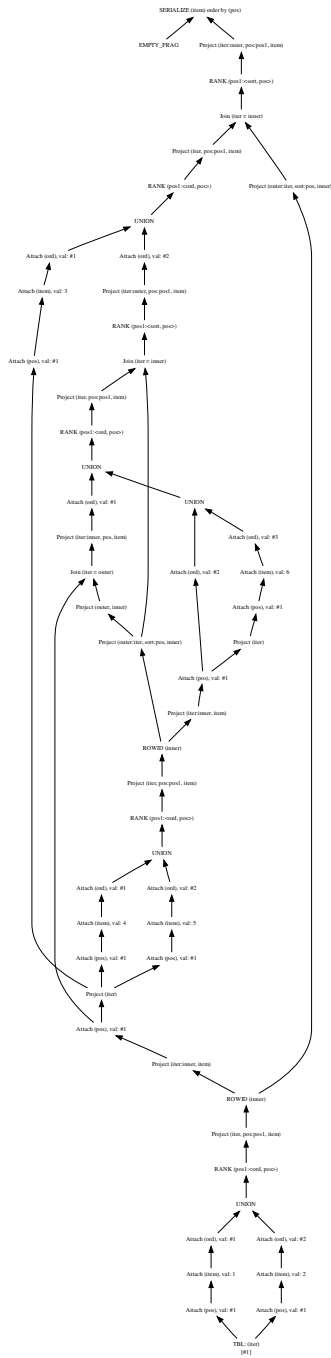 SERIALIZE (item) order by (pos)
EMPTY_FRAG
Project (iter:outer, pos:pos1, item)
RANK (pos1:<sort, pos>)
Join (iter = inner)
Project (iter, pos:pos1, item)
RANK (pos1:<ord, pos>)
Project (outer:iter, sort:pos, inner)
UNION
Attach (ord), val: #1
Attach (ord), val: #2
Attach (item), val: 3
Project (iter:outer, pos:pos1, item)
RANK (pos1:<sort, pos>)
Attach (pos), val: #1
Join (iter = inner)
Project (iter, pos:pos1, item)
RANK (pos1:<ord, pos>)
UNION
Attach (ord), val: #1
UNION
Project (iter:inner, pos, item)
Attach (ord), val: #3
Join (iter = outer)
Attach (ord), val: #2
Attach (item), val: 6
Project (outer, inner)
Attach (pos), val: #1
Project (outer:iter, sort:pos, inner)
Project (iter)
Attach (pos), val: #1
Project (iter:inner, item)
ROWID (inner)
Project (iter, pos:pos1, item)
RANK (pos1:<ord, pos>)
UNION
Attach (ord), val: #1
Attach (ord), val: #2
Attach (item), val: 4
Attach (item), val: 5
Attach (pos), val: #1
Attach (pos), val: #1
Project (iter)
Attach (pos), val: #1
Project (iter:inner, item)
ROWID (inner)
Project (iter, pos:pos1, item)
RANK (pos1:<ord, pos>)
UNION
Attach (ord), val: #1
Attach (ord), val: #2
Attach (item), val: 1
Attach (item), val: 2
Attach (pos), val: #1
Attach (pos), val: #1
TBL: (iter)
[#1]